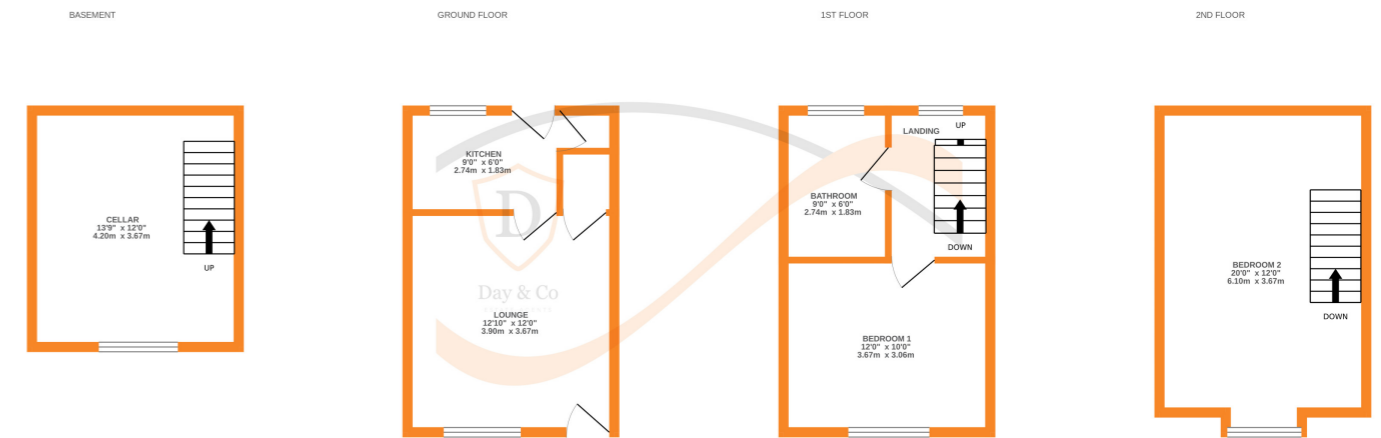 BASEMENT
GROUND FLOOR
1ST FLOOR
2ND FLOOR
CELLAR
13'9" x 12'0"
4.20m x 3.67m
UP
KITCHEN
9'0" x 6'0"
2.74m x 1.83m
D
Day & Co
LOUNGE
12'10" x 12'0"
3.90m x 3.67m
LANDING
UP
BATHROOM
9'0" x 6'0"
2.74m x 1.83m
DOWN
BEDROOM 1
12'0" x 10'0"
3.67m x 3.06m
BEDROOM 2
20'0" x 12'0"
6.10m x 3.67m
DOWN